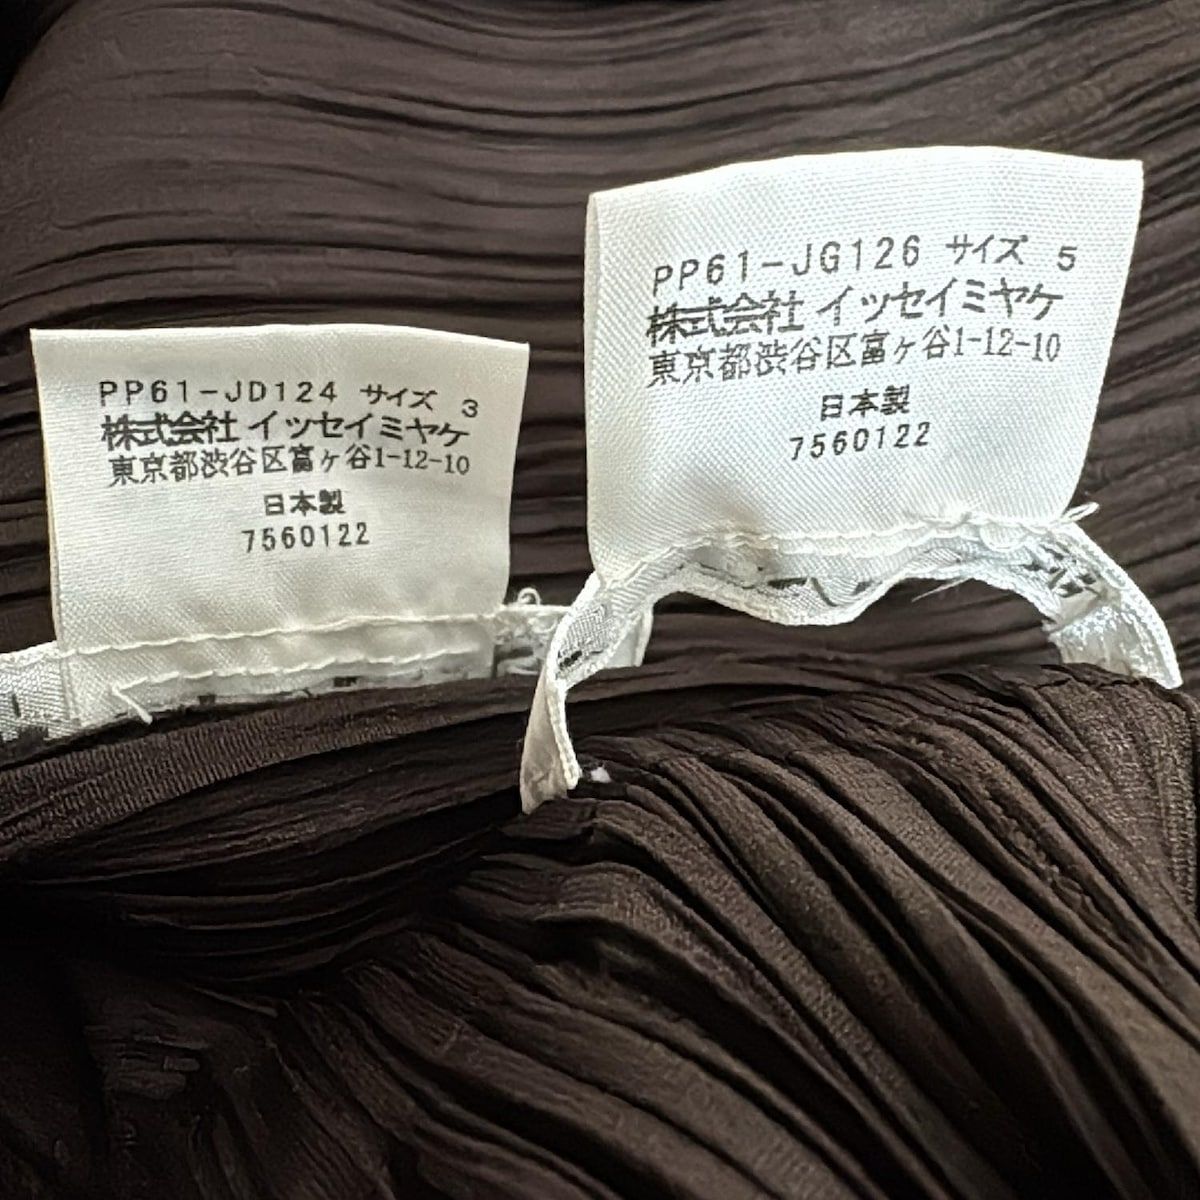 PP61-JD124 サイズ 3
株式会社 イッセイミヤケ
東京都渋谷区富ヶ谷1-12-10
日本製
7560122
PP61-JG126 サイズ 5
株式会社 イッセイミヤケ
東京都渋谷区富ヶ谷1-12-10
日本製
7560122